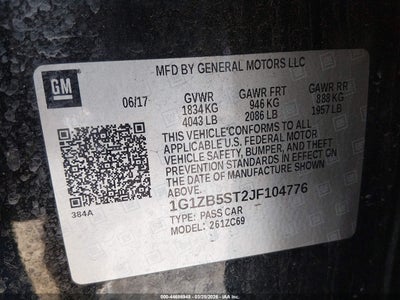 MFD BY GENERAL MOTORS LLC
GM
06/17
GVWR GAWR FRT GAWR RR
1834 KG 946 KG 888 KG
4043 LB 2086 LB 1957 LB
THIS VEHICLE CONFORMS TO ALL
APPLICABLE U.S. FEDERAL MOTOR
VEHICLE SAFETY, BUMPER, AND THEFT
PREVENTION STANDARDS IN EFFECT ON
THE DATE OF MANUFACTURE SHOWN
ABOVE.
384A
1G1ZB5ST2JF104776
TYPE: PASS CAR
MODEL: 261ZC69